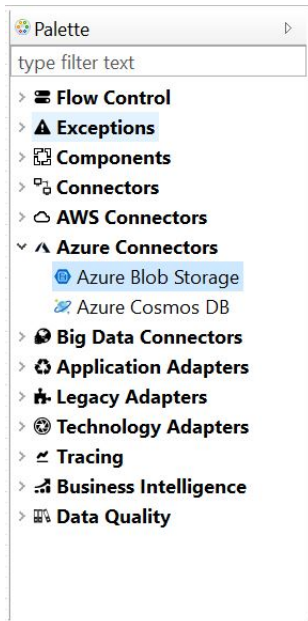 Palette
type filter text
Flow Control
Exceptions
Components
Connectors
AWS Connectors
Azure Connectors
Azure Blob Storage
Azure Cosmos DB
Big Data Connectors
Application Adapters
Legacy Adapters
Technology Adapters
Tracing
Business Intelligence
Data Quality